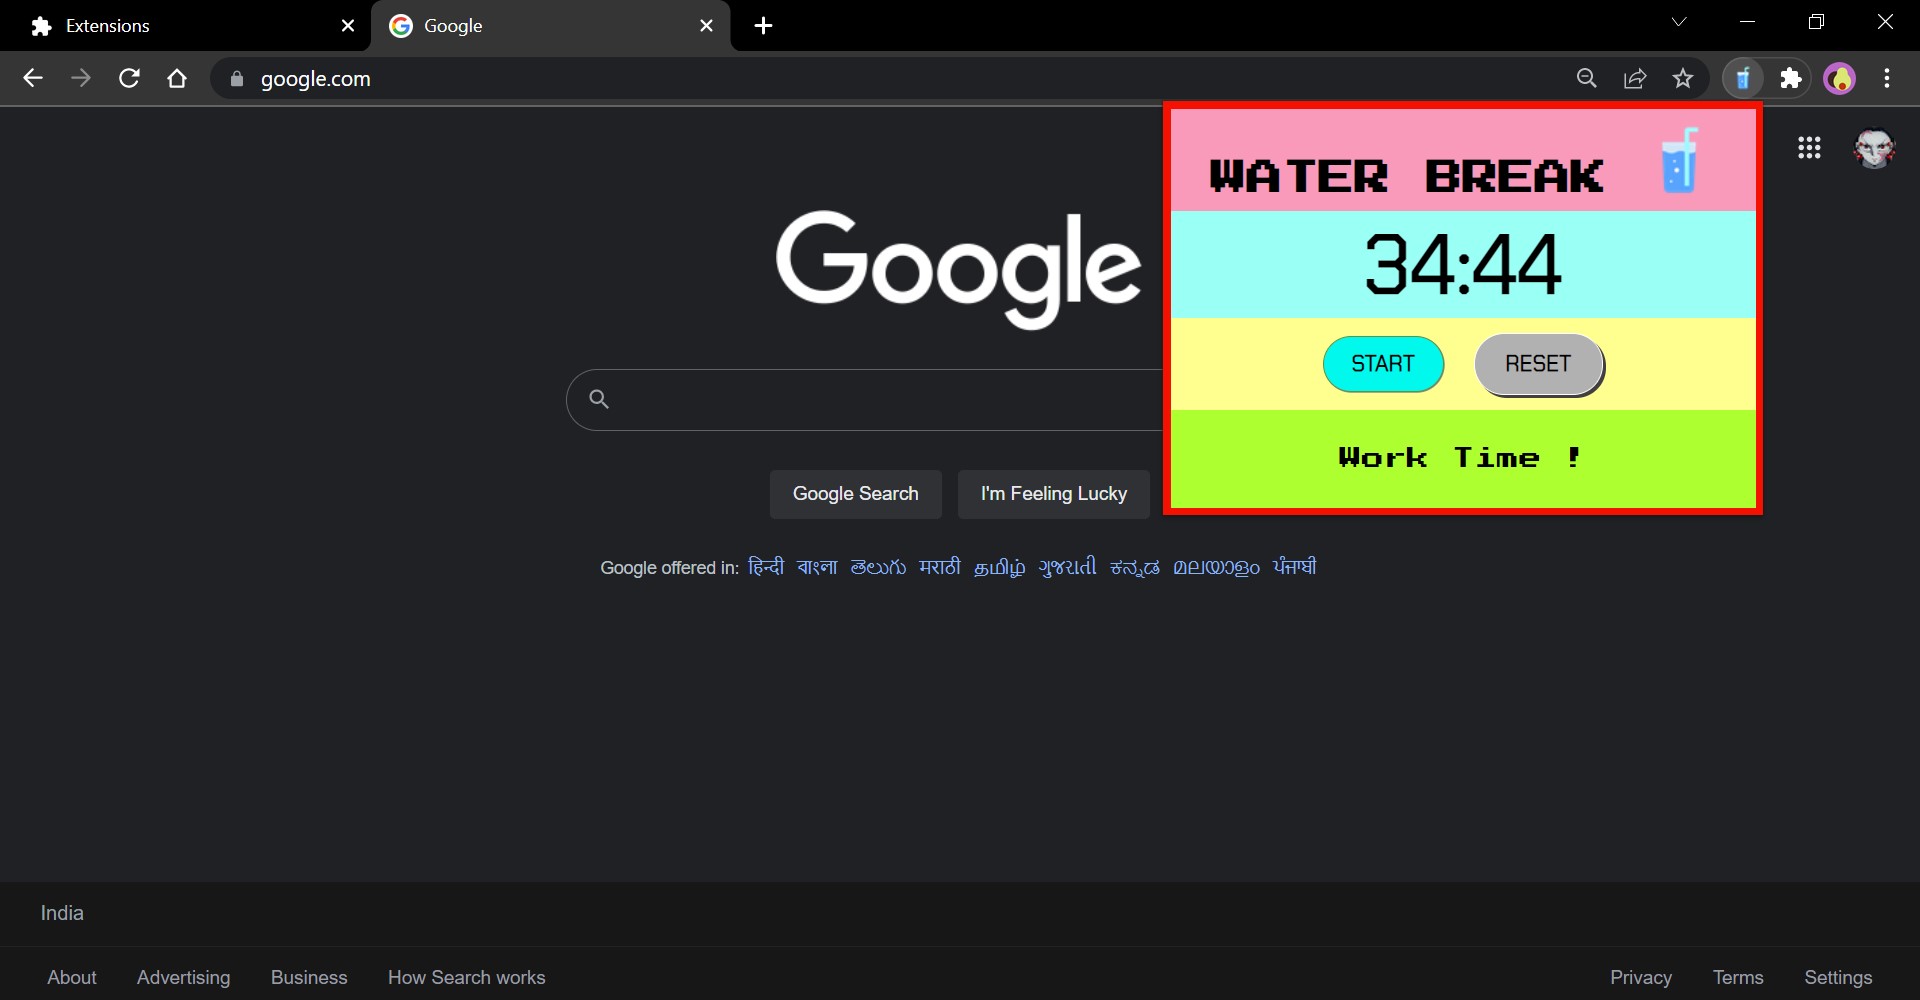 Extensions
Google
google.com
WATER BREAK
34:44
START RESET
Work Time !
Google
Google Search I'm Feeling Lucky
Google offered in: हिन्दी বাংলা తెలుగు मराठी தமிழ் ગુજરાતી ಕನ್ನಡ മലയാളം ਪੰਜਾਬੀ
India
About Advertising Business How Search works Privacy Terms Settings